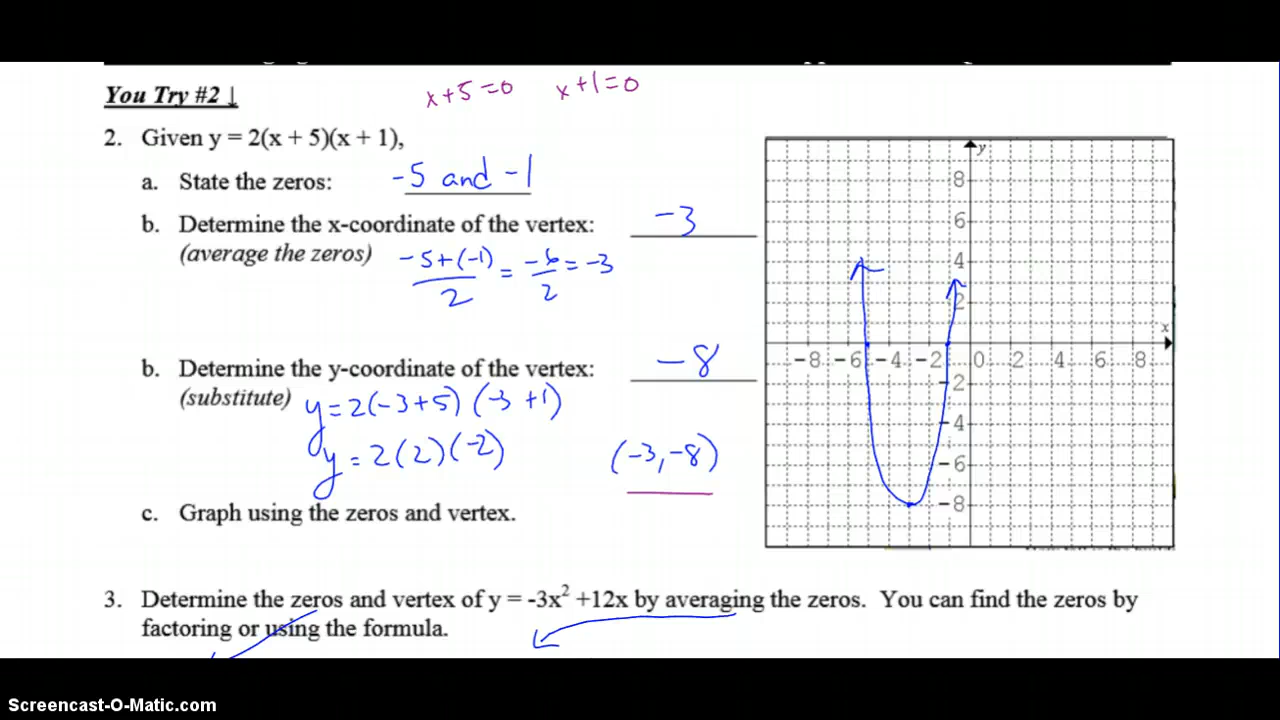 You Try #2 ↓
x+5=0 x+1=0
2. Given y = 2(x + 5)(x + 1),
a. State the zeros: -5 and -1
b. Determine the x-coordinate of the vertex: -3
(average the zeros) -5+(-1)/2 = -6/2 = -3
b. Determine the y-coordinate of the vertex: -8
(substitute) y=2(-3+5)(-3+1)
y=2(2)(-2) (-3,-8)
c. Graph using the zeros and vertex.
y
8
6
4
2
x
-8 -6 -4 -2 0 2 4 6 8
-2
-4
-6
-8
3. Determine the zeros and vertex of y = -3x² +12x by averaging the zeros. You can find the zeros by
factoring or using the formula.
Screencast-O-Matic.com